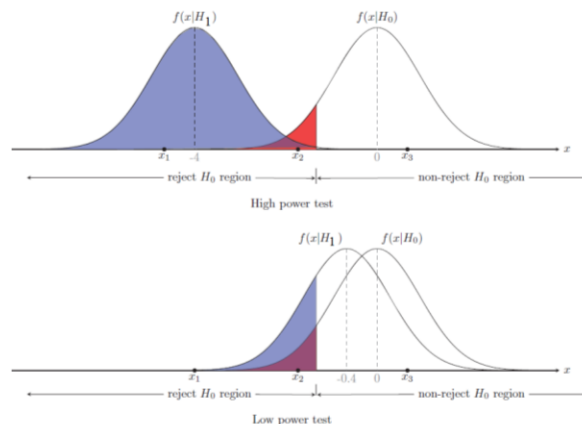 f(x|H₁) f(x|H₀)
x₁ -4 x₂ 0 x₃ x
reject H₀ region non-reject H₀ region
High power test
f(x|H₁) f(x|H₀)
x₁ x₂ -0.4 0 x₃ x
reject H₀ region non-reject H₀ region
Low power test